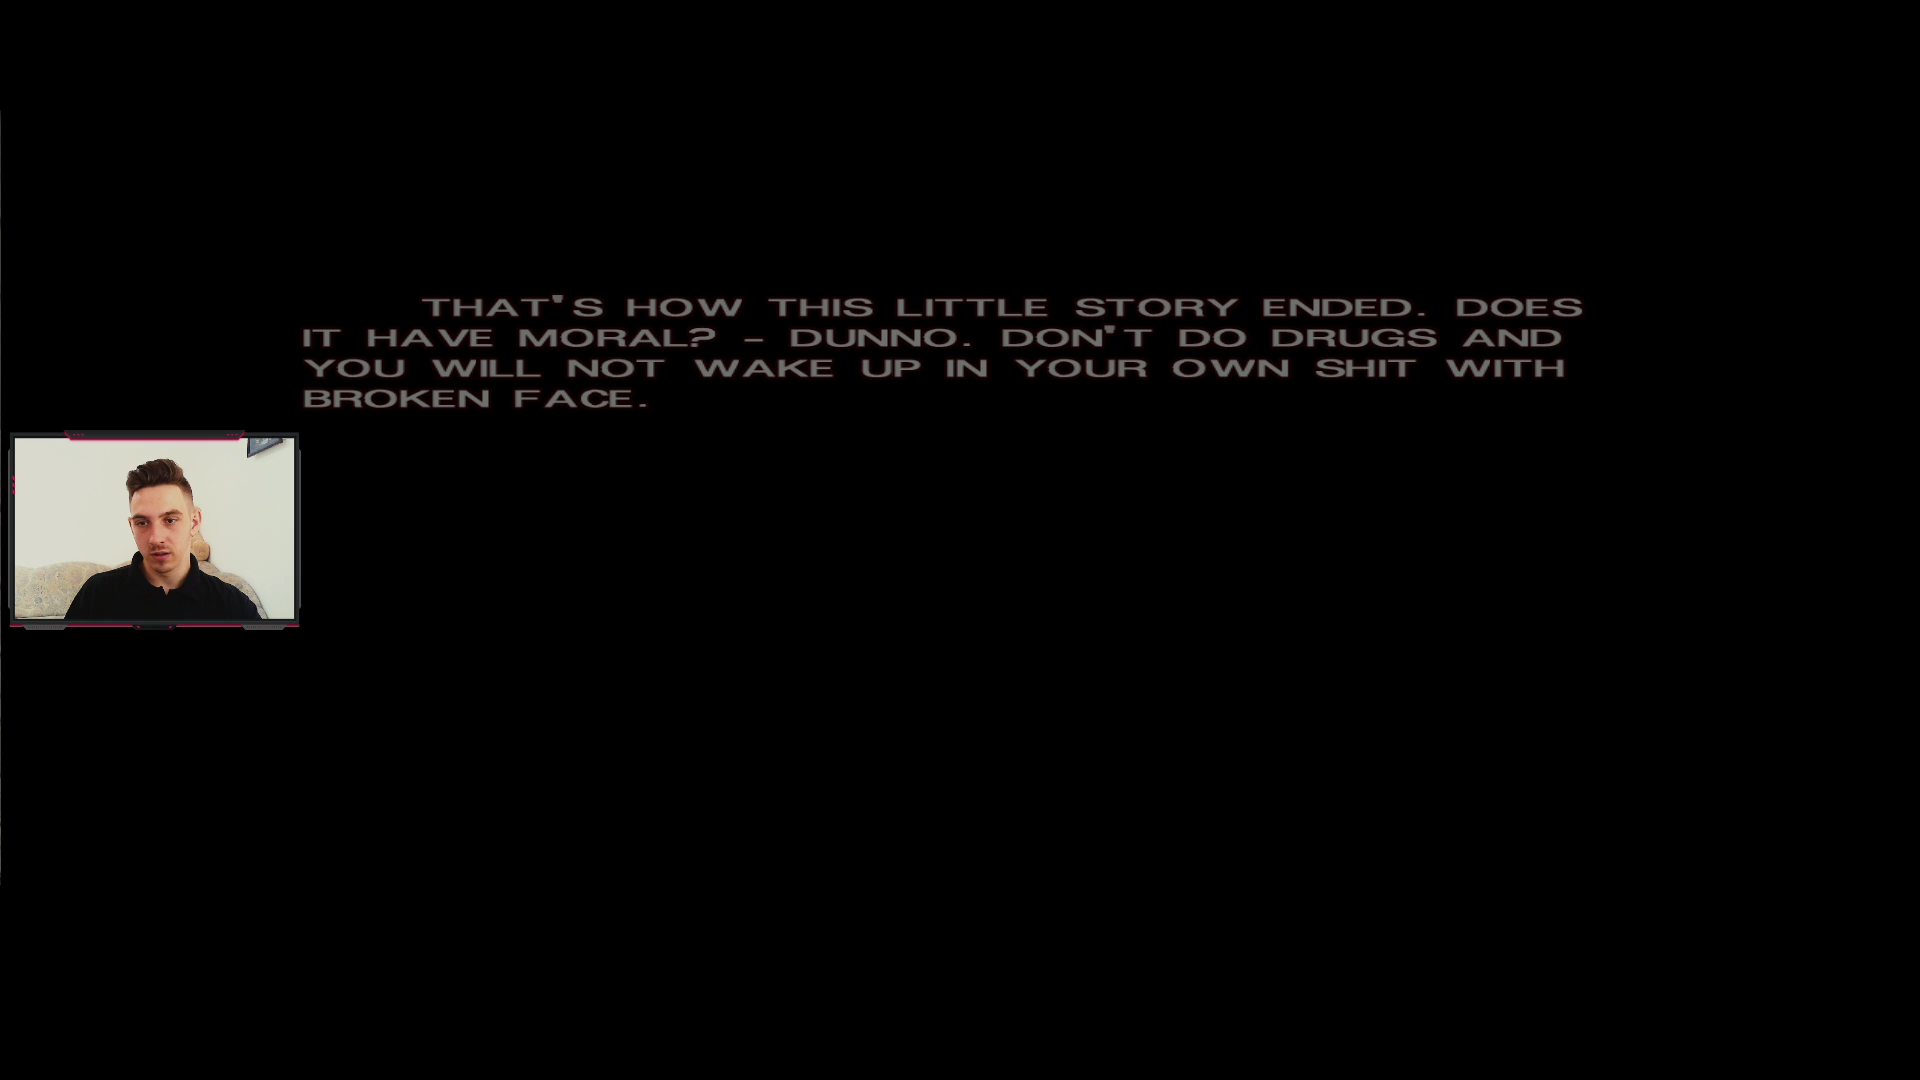 THAT'S HOW THIS LITTLE STORY ENDED. DOES
IT HAVE MORAL? - DUNNO. DON'T DO DRUGS AND
YOU WILL NOT WAKE UP IN YOUR OWN SHIT WITH
BROKEN FACE.